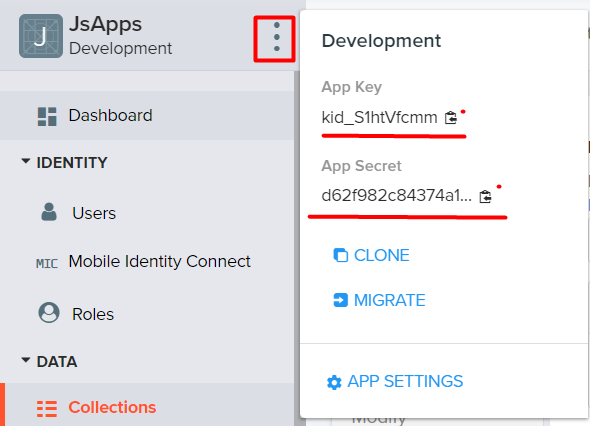 J
JsApps
Development
Dashboard
IDENTITY
Users
MIC Mobile Identity Connect
Roles
DATA
Collections
Development
App Key
kid_S1htVfcmm
App Secret
d62f982c84374a1...
CLONE
MIGRATE
APP SETTINGS
Modify